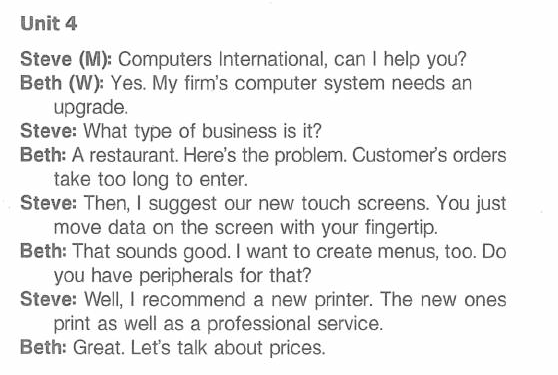 Unit 4
Steve (M): Computers International, can I help you?
Beth (W): Yes. My firm's computer system needs an
upgrade.
Steve: What type of business is it?
Beth: A restaurant. Here's the problem. Customer's orders
take too long to enter.
Steve: Then, I suggest our new touch screens. You just
move data on the screen with your fingertip.
Beth: That sounds good. I want to create menus, too. Do
you have peripherals for that?
Steve: Well, I recommend a new printer. The new ones
print as well as a professional service.
Beth: Great. Let's talk about prices.